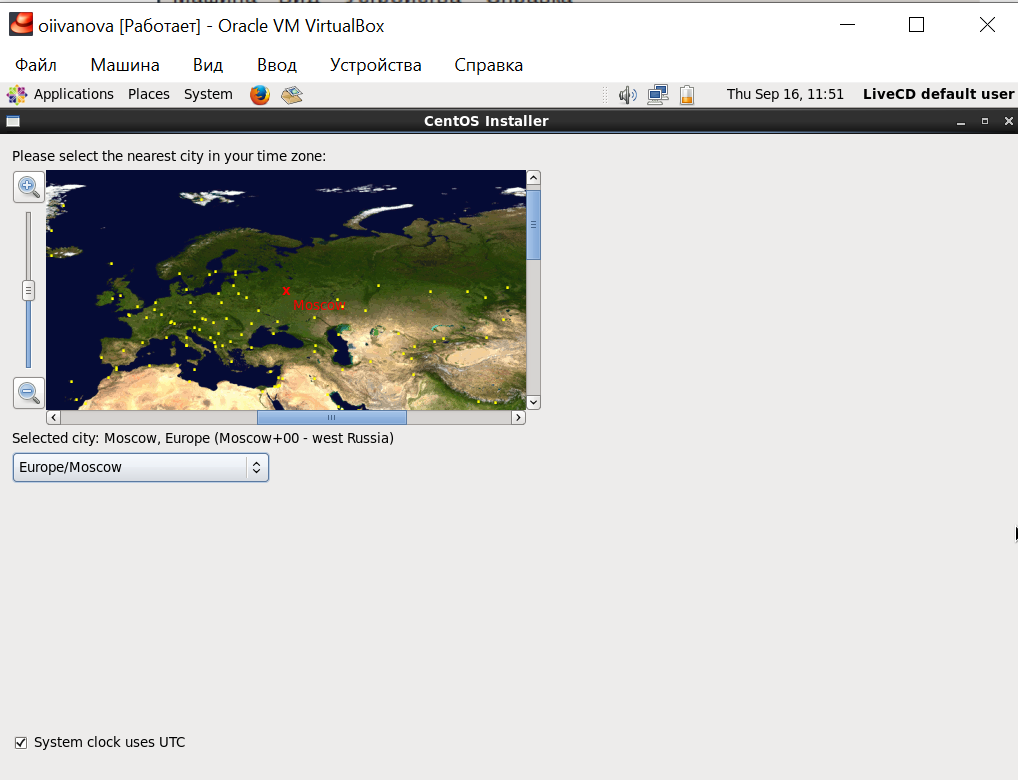 oiivanova [Работает] - Oracle VM VirtualBox
Файл Машина Вид Ввод Устройства Справка
Applications Places System Thu Sep 16, 11:51 LiveCD default user
CentOS Installer
Please select the nearest city in your time zone:
Moscow
Selected city: Moscow, Europe (Moscow+00 - west Russia)
Europe/Moscow
System clock uses UTC